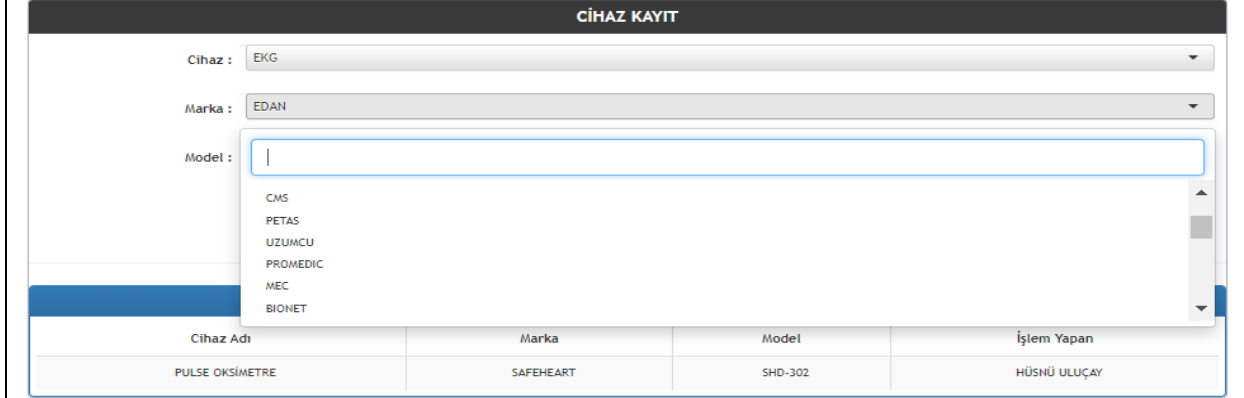 CİHAZ KAYIT
Cihaz : EKG
Marka : EDAN
Model :
CMS
PETAS
UZUMCU
PROMEDIC
MEC
BIONET
Cihaz Adı Marka Model İşlem Yapan
PULSE OKSİMETRE SAFEHEART SHD-302 HÜSNÜ ULUÇAY